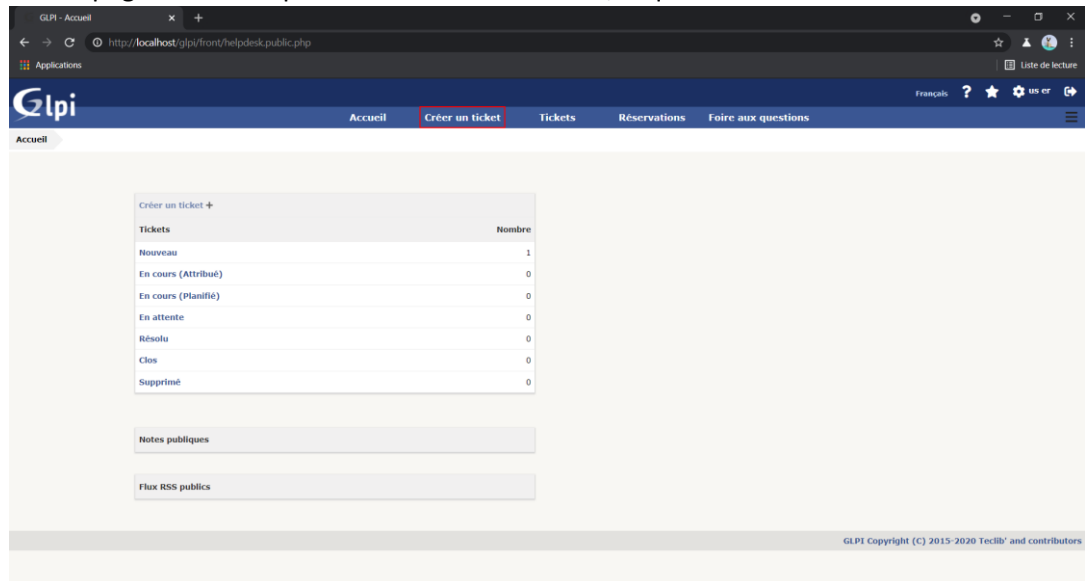 GLPI - Accueil
http://localhost/glpi/front/helpdesk.public.php
Applications
Liste de lecture
Glpi
Français ? us er
Accueil Créer un ticket Tickets Réservations Foire aux questions
Accueil
Créer un ticket +
Tickets Nombre
Nouveau 1
En cours (Attribué) 0
En cours (Planifié) 0
En attente 0
Résolu 0
Clos 0
Supprimé 0
Notes publiques
Flux RSS publics
GLPI Copyright (C) 2015-2020 Teclib' and contributors